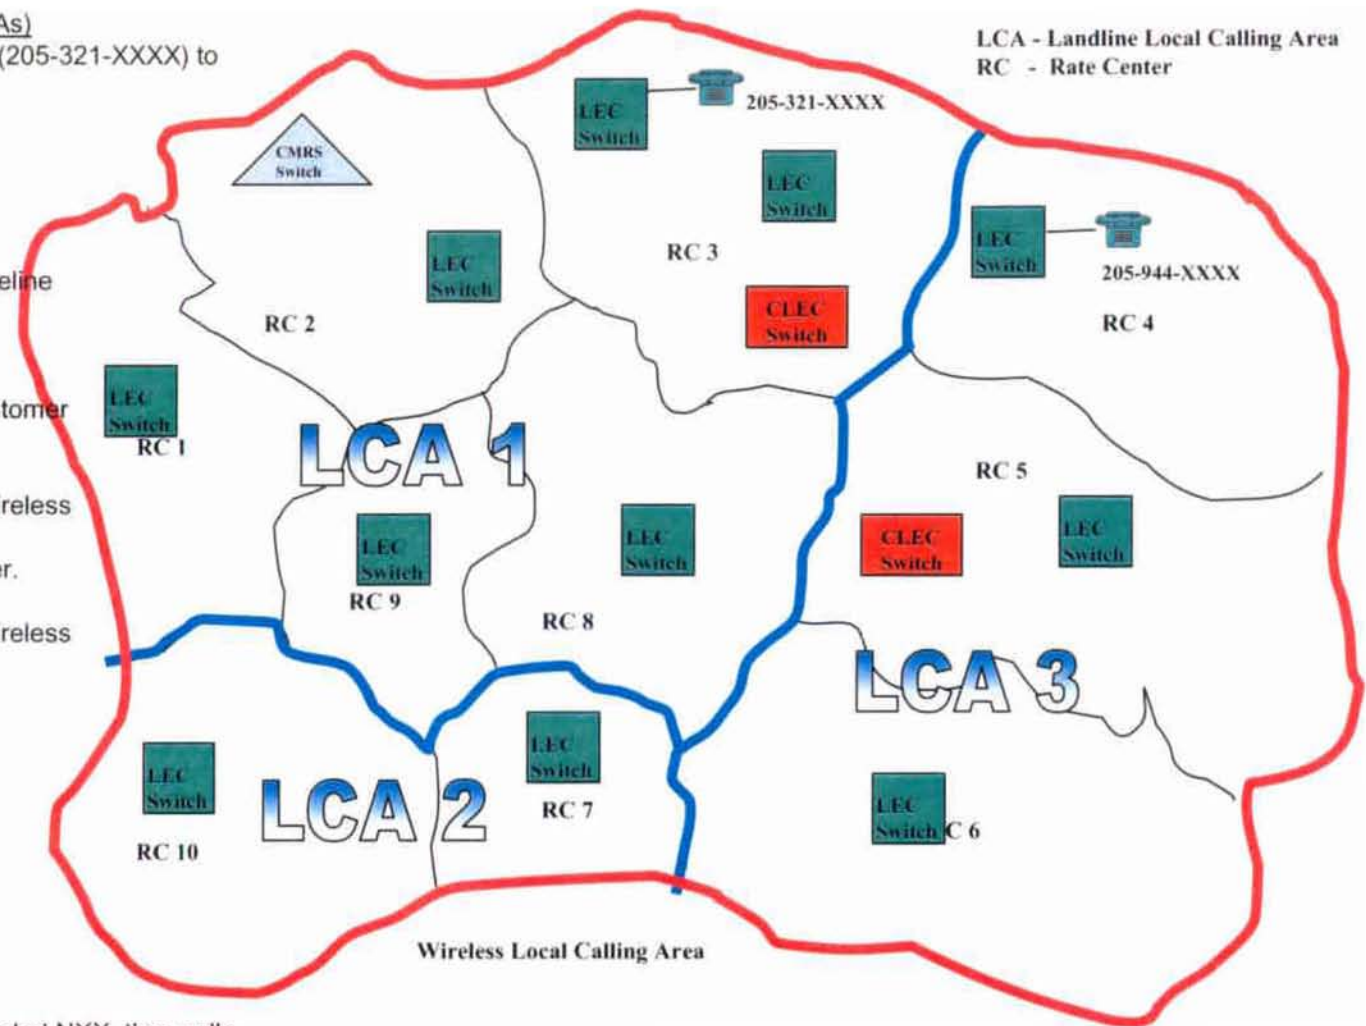 As)
(205-321-XXXX) to
LCA - Landline Local Calling Area
RC - Rate Center
LEC
Switch
205-321-XXXX
CMRS
Switch
LEC
Switch
LEC
Switch
205-944-XXXX
LEC
Switch
RC 3
eline
CLEC
Switch
RC 2
RC 4
LEC
Switch
tomer
RC 1
LCA 1
RC 5
reless
LEC
Switch
LEC
Switch
CLEC
Switch
LEC
Switch
er.
RC 9
RC 8
reless
LCA 3
LEC
Switch
LEC
Switch
LCA 2
RC 7
LEC
Switch C 6
RC 10
Wireless Local Calling Area